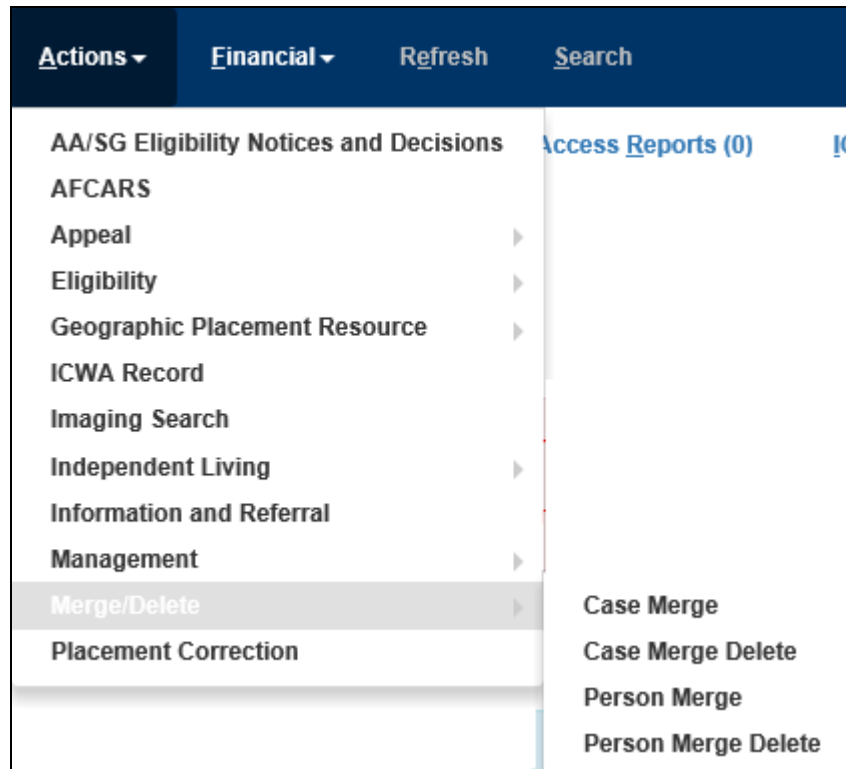 Actions Financial Refresh Search
AA/SG Eligibility Notices and Decisions
Access Reports (0)
AFCARS
Appeal
Eligibility
Geographic Placement Resource
ICWA Record
Imaging Search
Independent Living
Information and Referral
Management
Merge/Delete
Case Merge
Placement Correction
Case Merge Delete
Person Merge
Person Merge Delete